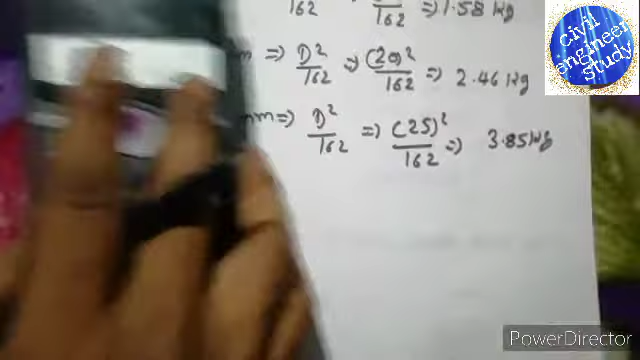 162 162 ⇒ 1.58 kg
m ⇒ D²/162 ⇒ (20)²/162 ⇒ 2.46 kg
mm ⇒ D²/162 ⇒ (25)²/162 ⇒ 3.85 kg
civil
engineer
study
PowerDirector